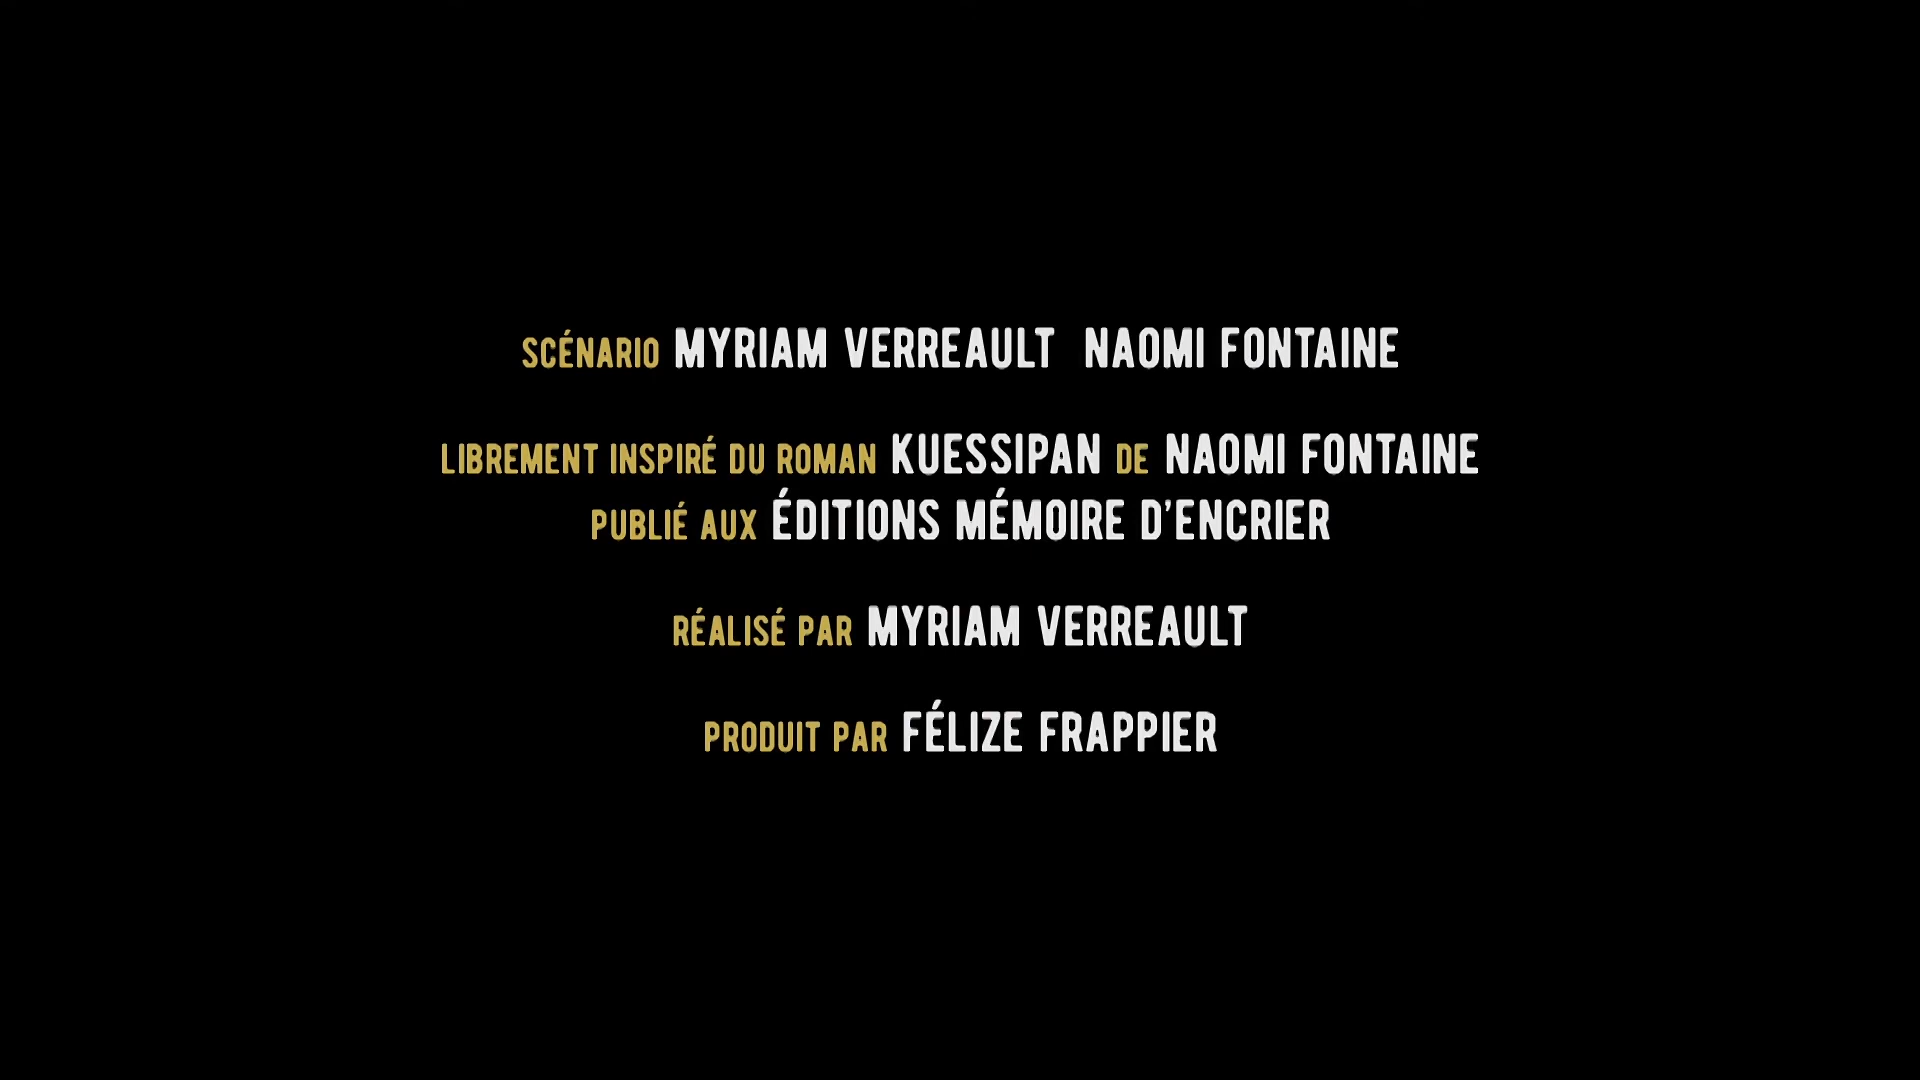 SCÉNARIO MYRIAM VERREAULT NAOMI FONTAINE
LIBREMENT INSPIRÉ DU ROMAN KUESSIPAN DE NAOMI FONTAINE
PUBLIÉ AUX ÉDITIONS MÉMOIRE D'ENCRIER
RÉALISÉ PAR MYRIAM VERREAULT
PRODUIT PAR FÉLIZE FRAPPIER